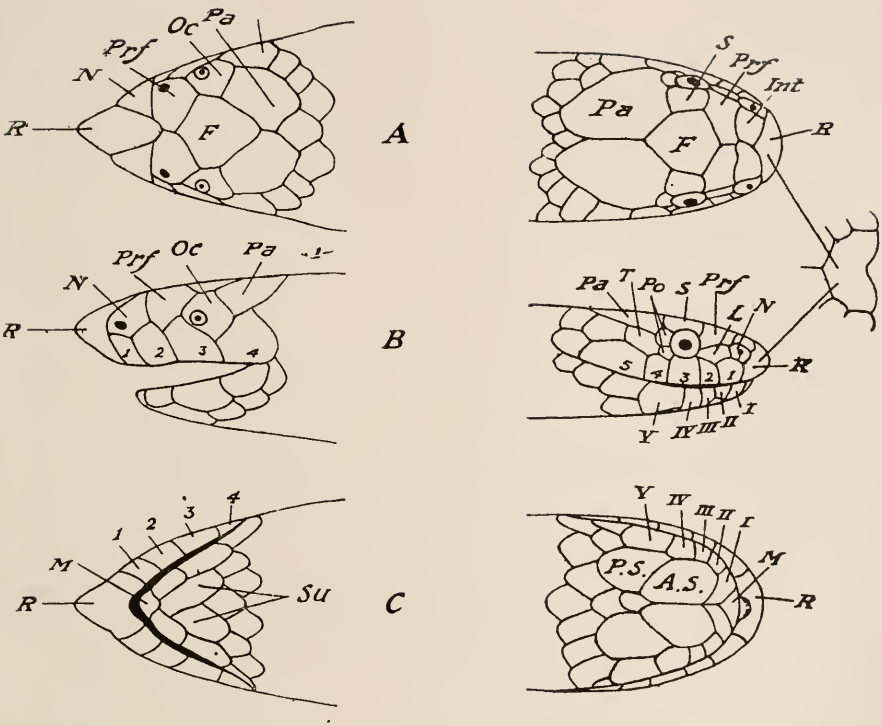 Pa
Oc
Prf
N
R
F
A
S
Prf
Int
Pa
F
R
Prf
Oc
Pa
N
R
1 2 3 4
B
Pa T Po S Prf
L N
5 4 3 2 1
R
V IV III II I
1 2 3 4
M
R
Su
C
V IV III II I
M
P.S. A.S.
R